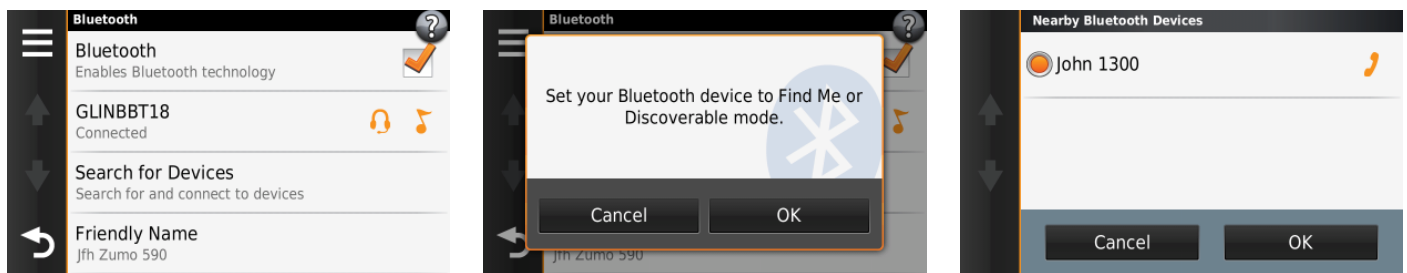 Bluetooth
?
Bluetooth
Enables Bluetooth technology
GLINBBT18
Connected
Search for Devices
Search for and connect to devices
Friendly Name
Jfh Zumo 590
Bluetooth
?
Set your Bluetooth device to Find Me or
Discoverable mode.
Cancel OK
Jfh Zumo 590
Nearby Bluetooth Devices
John 1300
Cancel OK